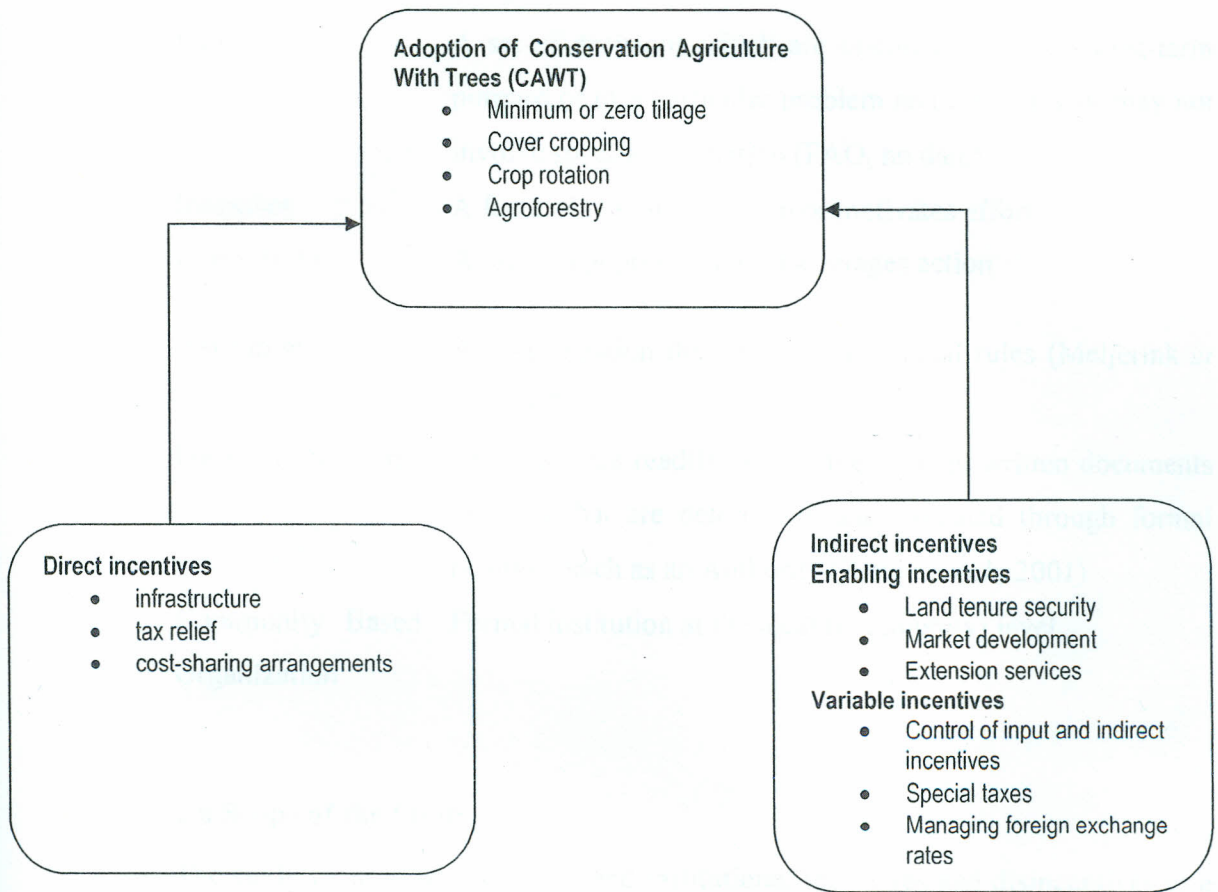 Adoption of Conservation Agriculture
With Trees (CAWT)
• Minimum or zero tillage
• Cover cropping
• Crop rotation
• Agroforestry
Direct incentives
• infrastructure
• tax relief
• cost-sharing arrangements
Indirect incentives
Enabling incentives
• Land tenure security
• Market development
• Extension services
Variable incentives
• Control of input and indirect
incentives
• Special taxes
• Managing foreign exchange
rates